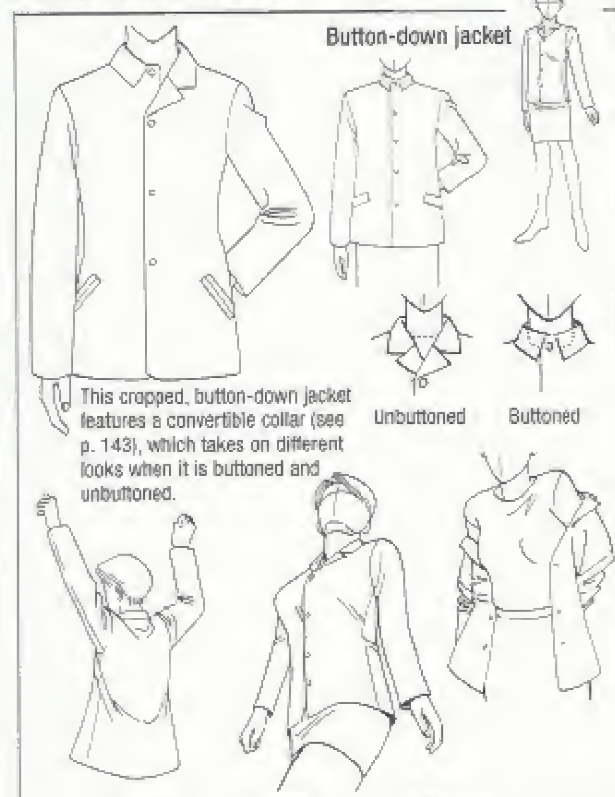 Button-down jacket
This cropped, button-down jacket
features a convertible collar (see
p. 143), which takes on different
looks when it is buttoned and
unbuttoned.
Unbuttoned
Buttoned